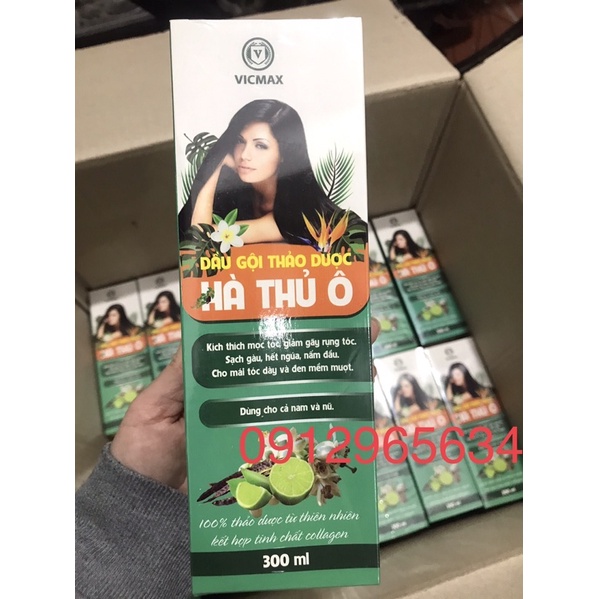 VICMAX
DẦU GỘI THẢO DƯỢC
HÀ THỦ Ô
Kích thích mọc tóc, giảm gãy rụng tóc.
Sạch gàu, hết ngứa, nấm đầu.
Cho mái tóc dày và đen mềm mượt.
Dùng cho cả nam và nữ.
0912965634
100% thảo dược từ thiên nhiên
kết hợp tinh chất collagen
300 ml